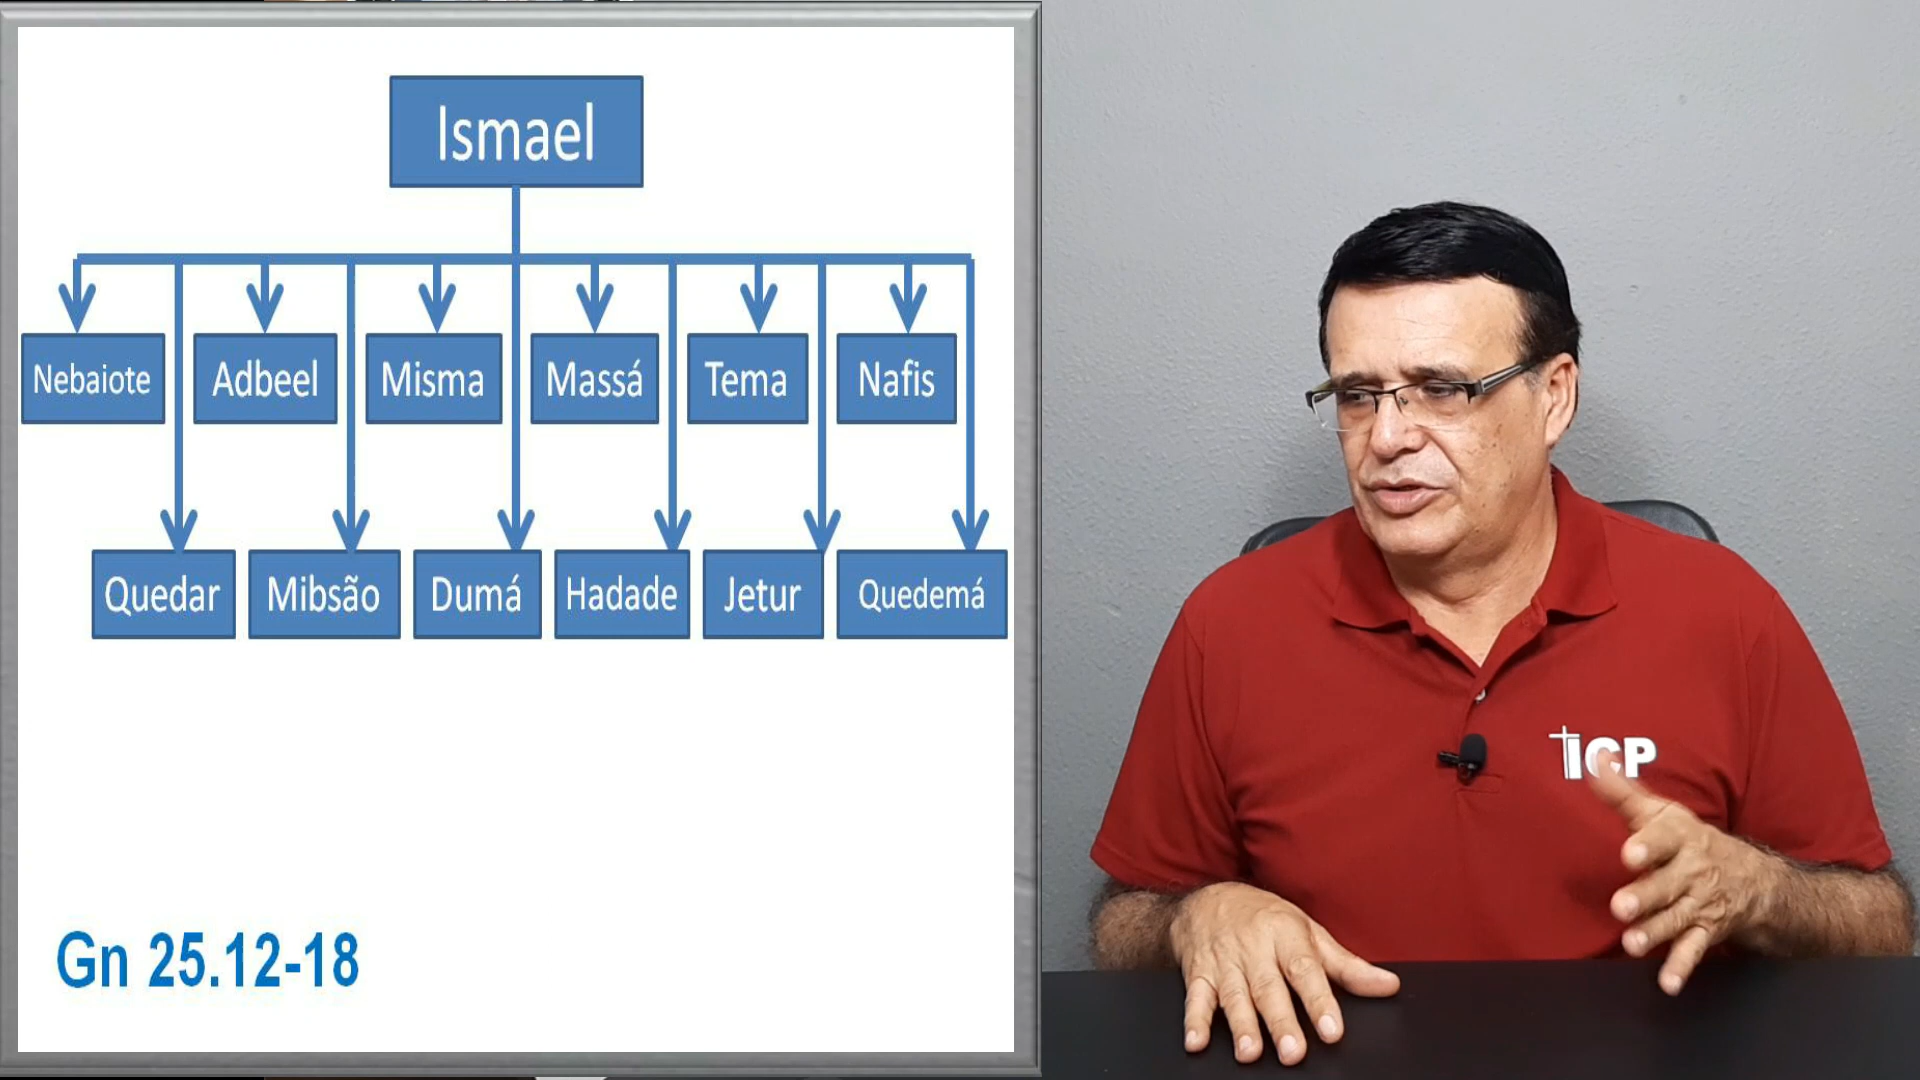 Ismael
Nebaiote
Adbeel
Misma
Massá
Tema
Nafis
Quedar
Mibsão
Dumá
Hadade
Jetur
Quedemá
Gn 25.12-18
ICP